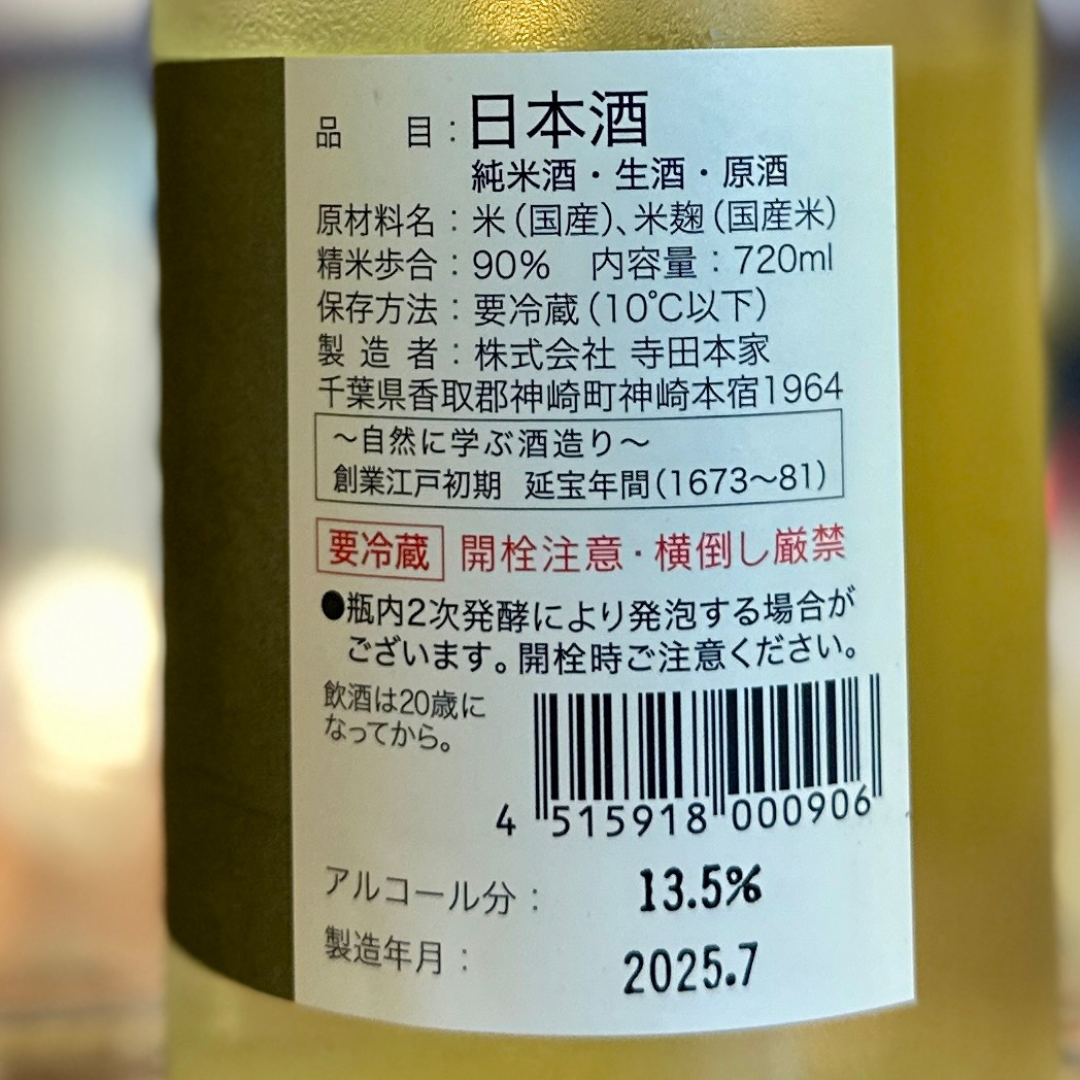 品　目：日本酒
純米酒・生酒・原酒
原材料名：米（国産）、米麹（国産米）
精米歩合：90%　内容量：720ml
保存方法：要冷蔵（10℃以下）
製造者：株式会社 寺田本家
千葉県香取郡神崎町神崎本宿1964
～自然に学ぶ酒造り～
創業江戸初期　延宝年間（1673～81）
要冷蔵　開栓注意・横倒し厳禁
●瓶内2次発酵により発泡する場合が
ございます。開栓時ご注意ください。
飲酒は20歳に
なってから。
4 515918 000906
アルコール分：13.5%
製造年月：2025.7